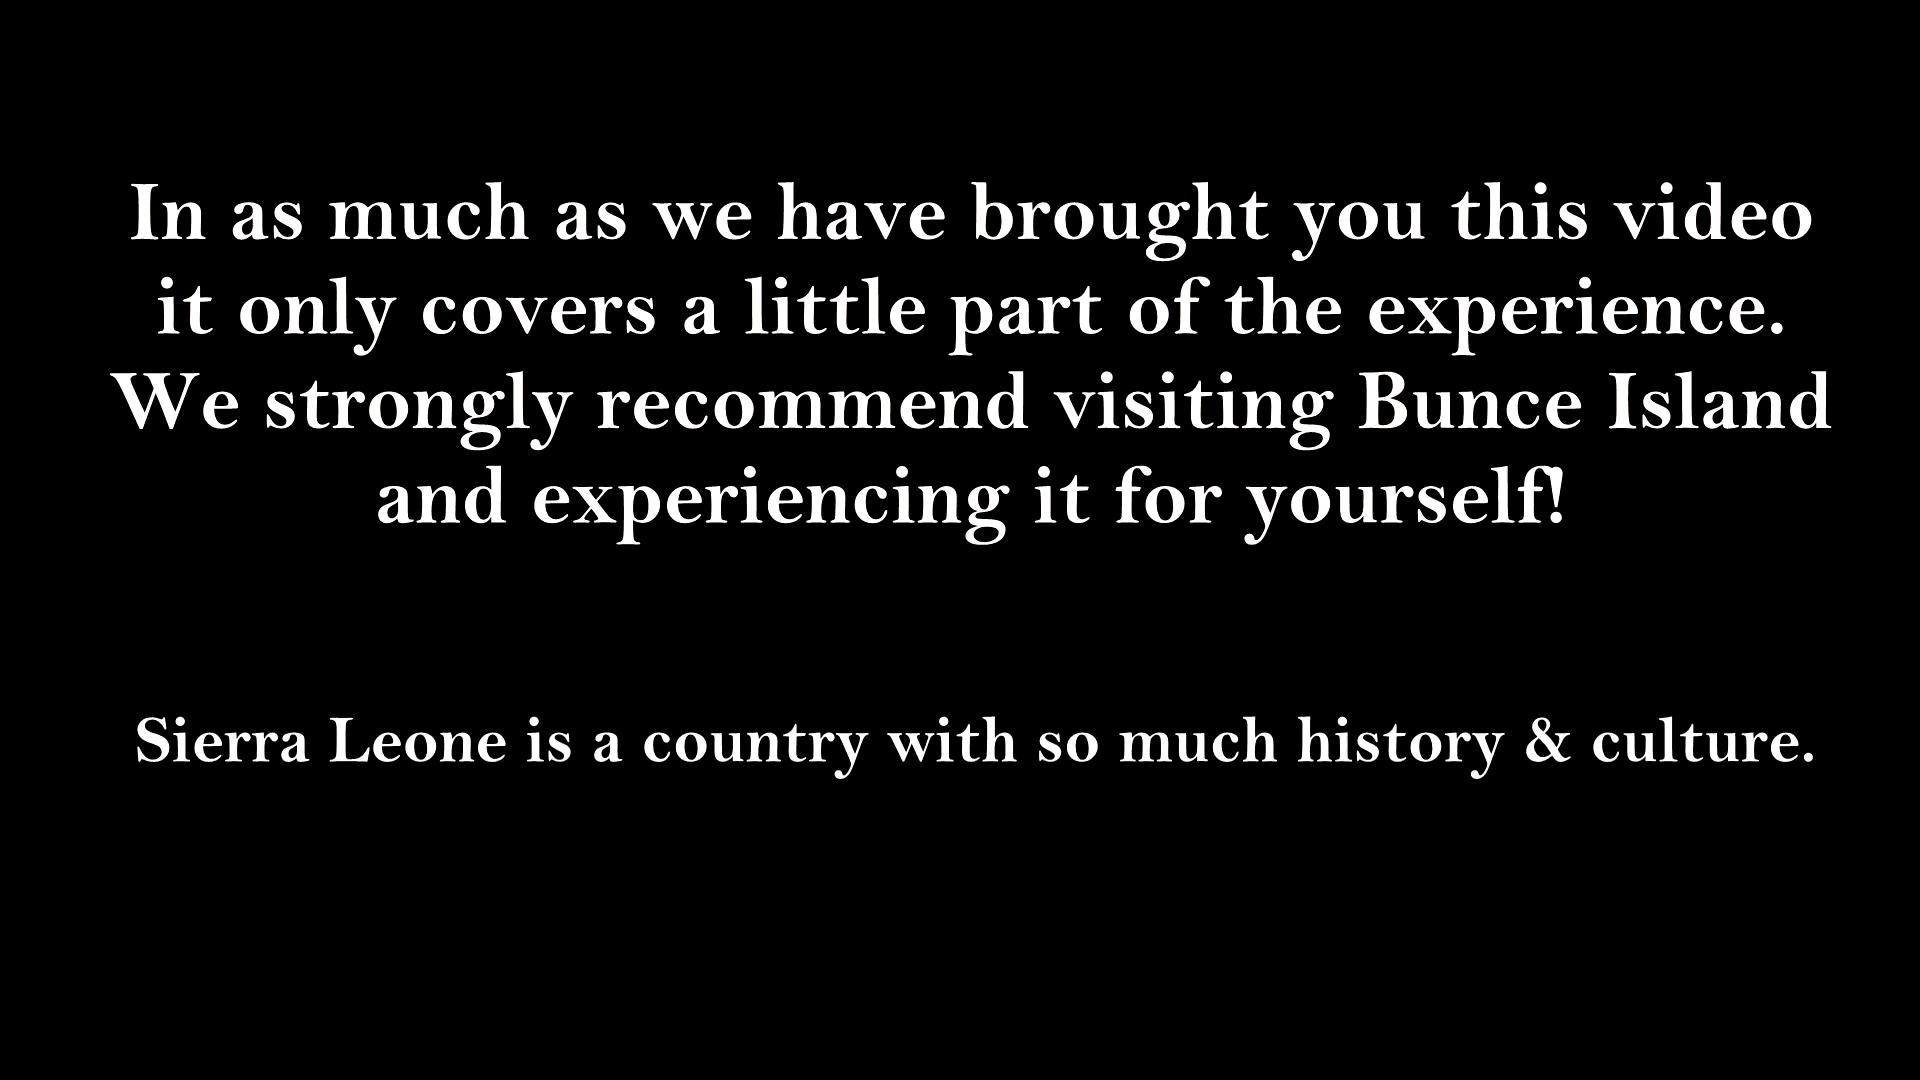 In as much as we have brought you this video
it only covers a little part of the experience.
We strongly recommend visiting Bunce Island
and experiencing it for yourself!
Sierra Leone is a country with so much history & culture.